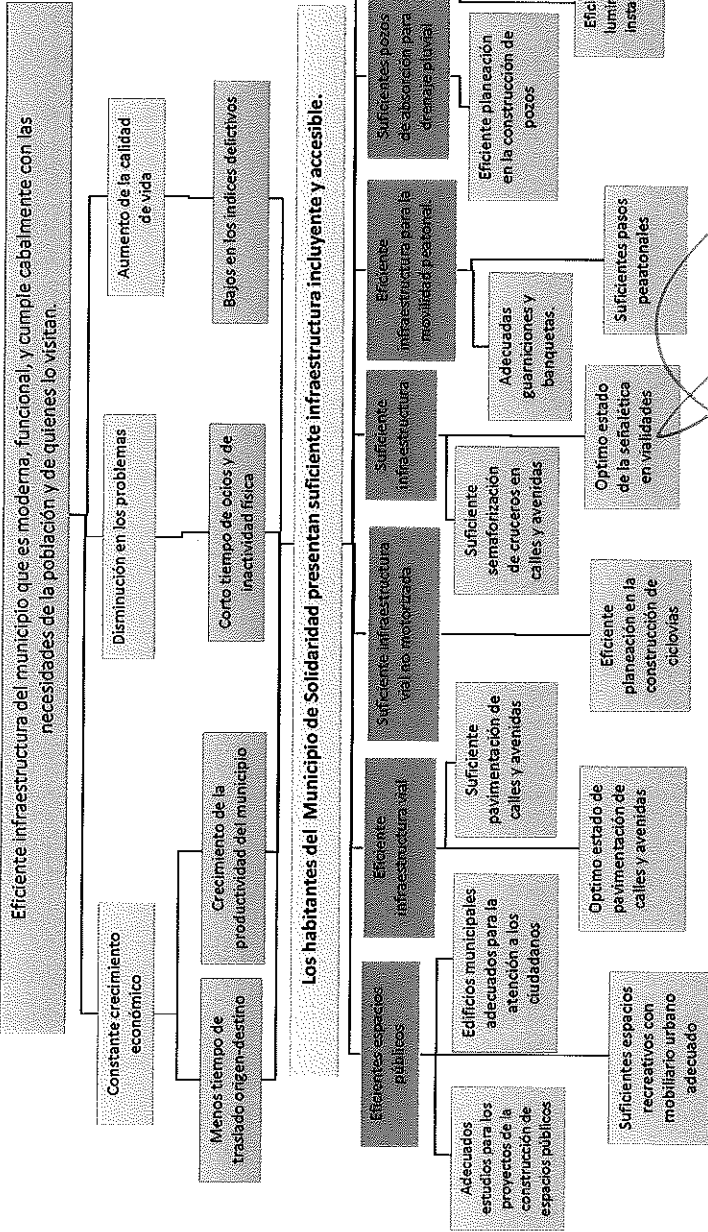 Eficiente infraestructura del municipio que es moderna, funcional, y cumple cabalmente con las
necesidades de la población y de quienes lo visitan.
Constante crecimiento
económico
Disminución en los problemas
Aumento de la calidad
de vida
Menos tiempo de
traslado origen-destino
Crecimiento de la
productividad del municipio
Corto tiempo de ocios y de
inactividad física
Bajos en los índices delictivos
Los habitantes del Municipio de Solidaridad presentan suficiente infraestructura incluyente y accesible.
Eficientes espacios
públicos
Eficiente
infraestructura vial
Suficiente infraestructura
vial no motorizada
Suficiente
infraestructura
Eficiente
infraestructura para la
movilidad peatonal
Suficientes pozos
de absorción para
drenaje pluvial
Adecuados
estudios para los
proyectos de la
construcción de
espacios públicos
Edificios municipales
adecuados para la
atención a los
ciudadanos
Suficientes espacios
recreativos con
mobiliario urbano
adecuado
Suficiente
pavimentación de
calles y avenidas
Optimo estado de
pavimentación de
calles y avenidas
Eficiente
planeación en la
construcción de
ciclovías
Suficiente
semaforización
de cruceros en
calles y avenidas
Optimo estado
de la señalética
en vialidades
Adecuadas
guarniciones y
banquetas.
Suficientes pasos
peatonales
Eficiente planeación
en la construcción de
pozos
Efici
lumin
insta